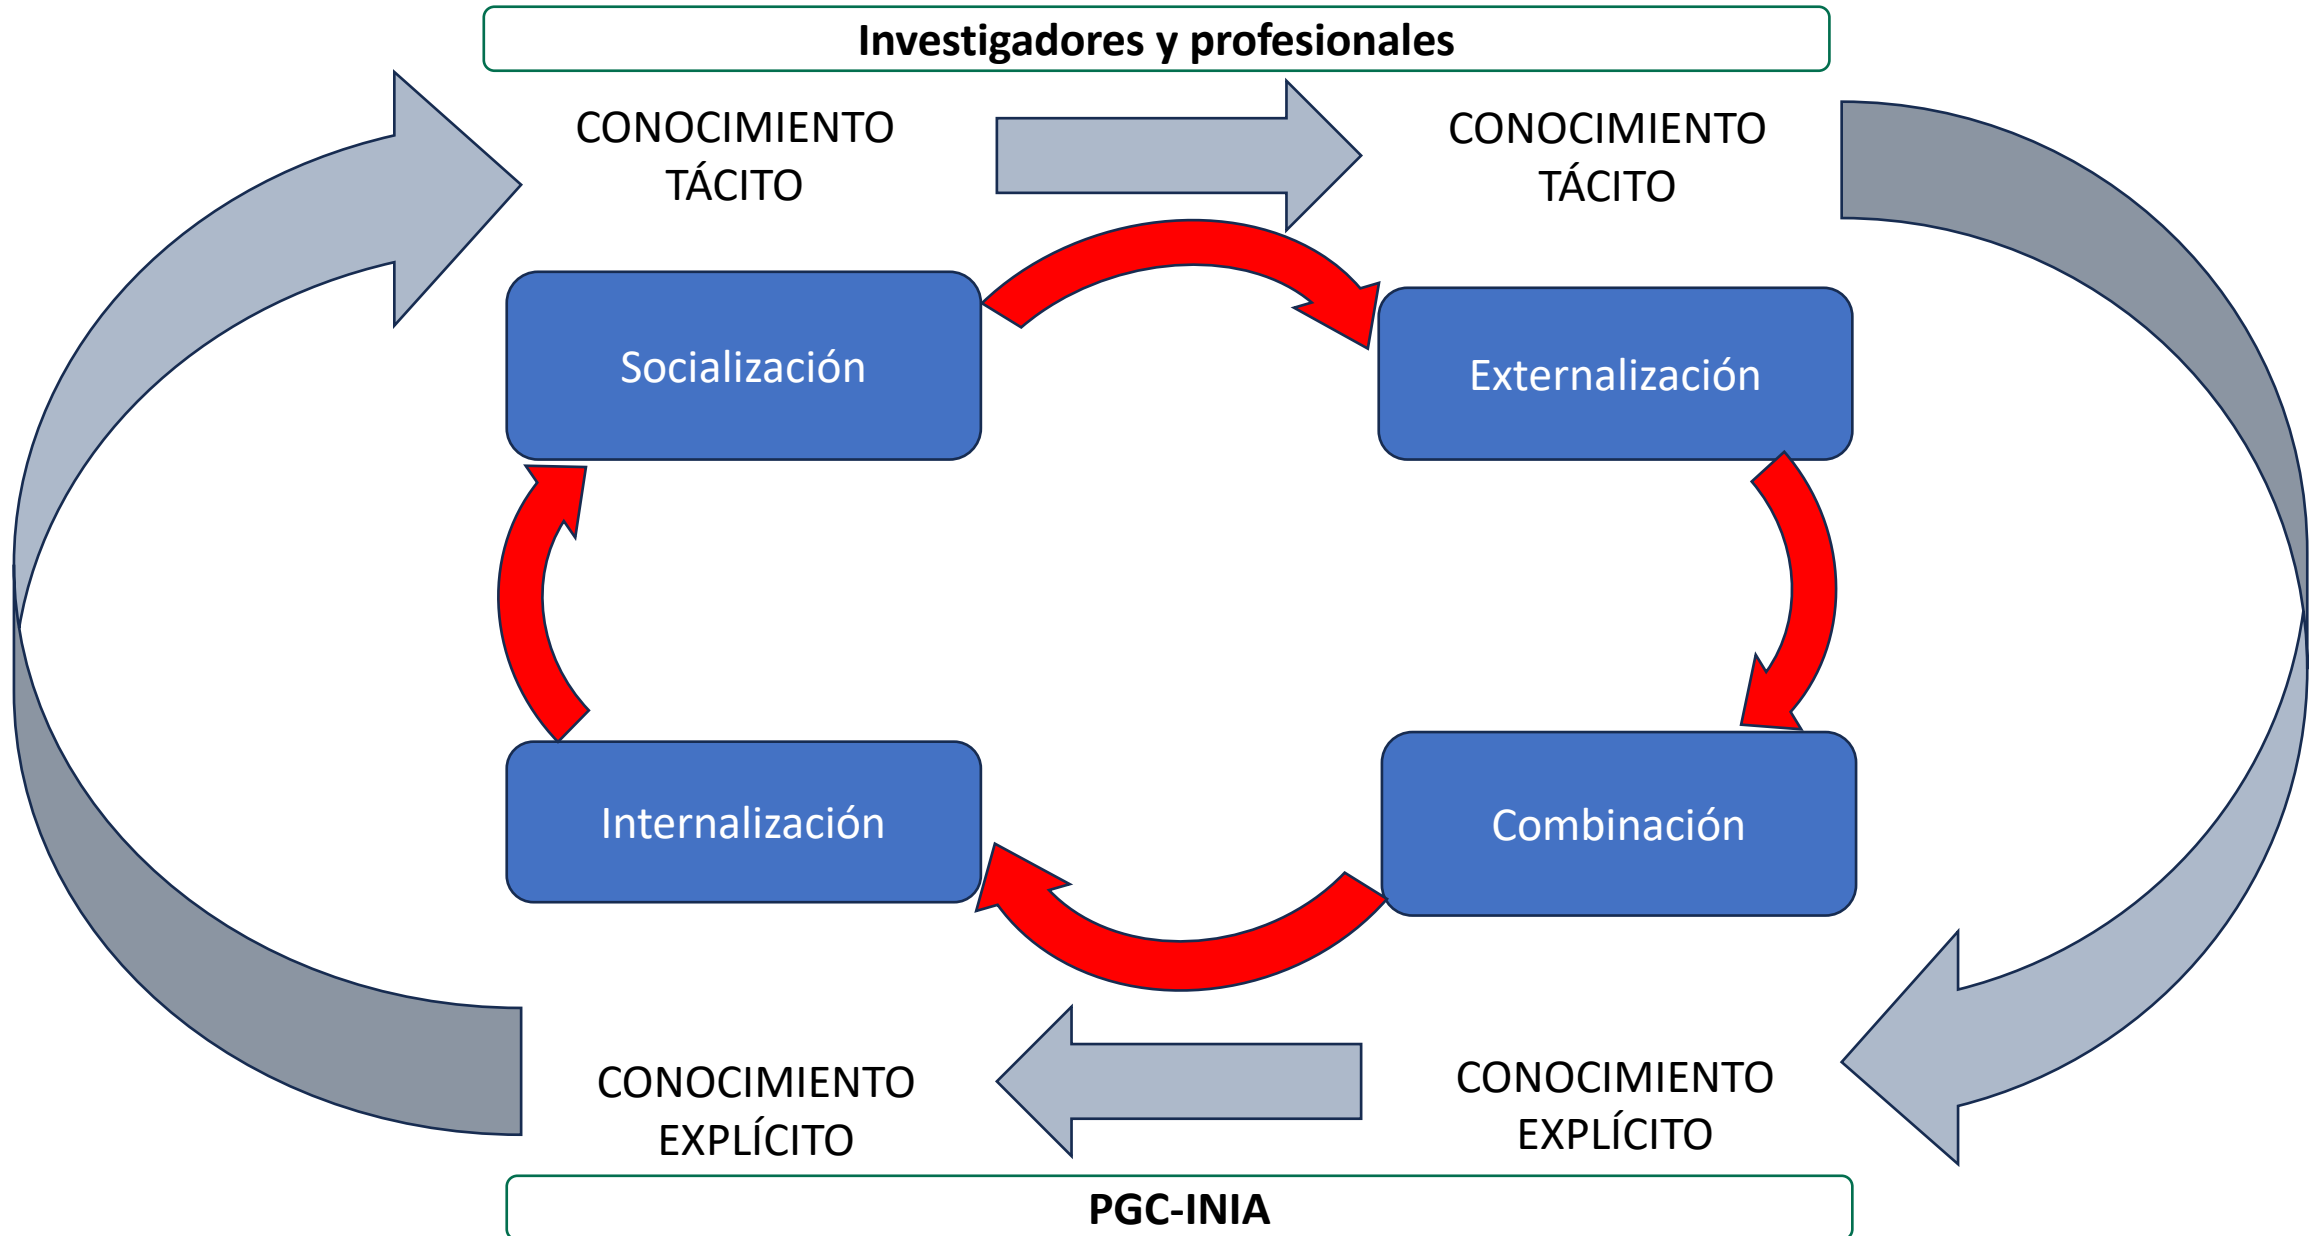 Investigadores y profesionales
CONOCIMIENTO
TÁCITO
CONOCIMIENTO
TÁCITO
Socialización
Externalización
Internalización
Combinación
CONOCIMIENTO
EXPLÍCITO
CONOCIMIENTO
EXPLÍCITO
PGC-INIA